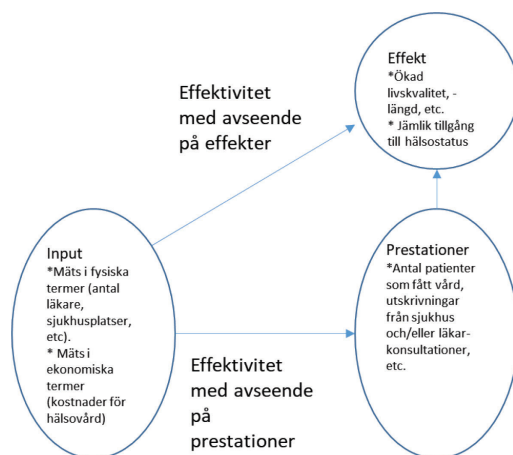 Effekt
*Ökad
livskvalitet, -
längd, etc.
* Jämlik tillgång
till hälsostatus
Effektivitet
med avseende
på effekter
Input
*Mäts i fysiska
termer (antal
läkare,
sjukhusplatser,
etc).
* Mäts i
ekonomiska
termer
(kostnader för
hälsovård)
Prestationer
*Antal patienter
som fått vård,
utskrivningar
från sjukhus
och/eller läkar-
konsultationer,
etc.
Effektivitet
med avseende
på
prestationer